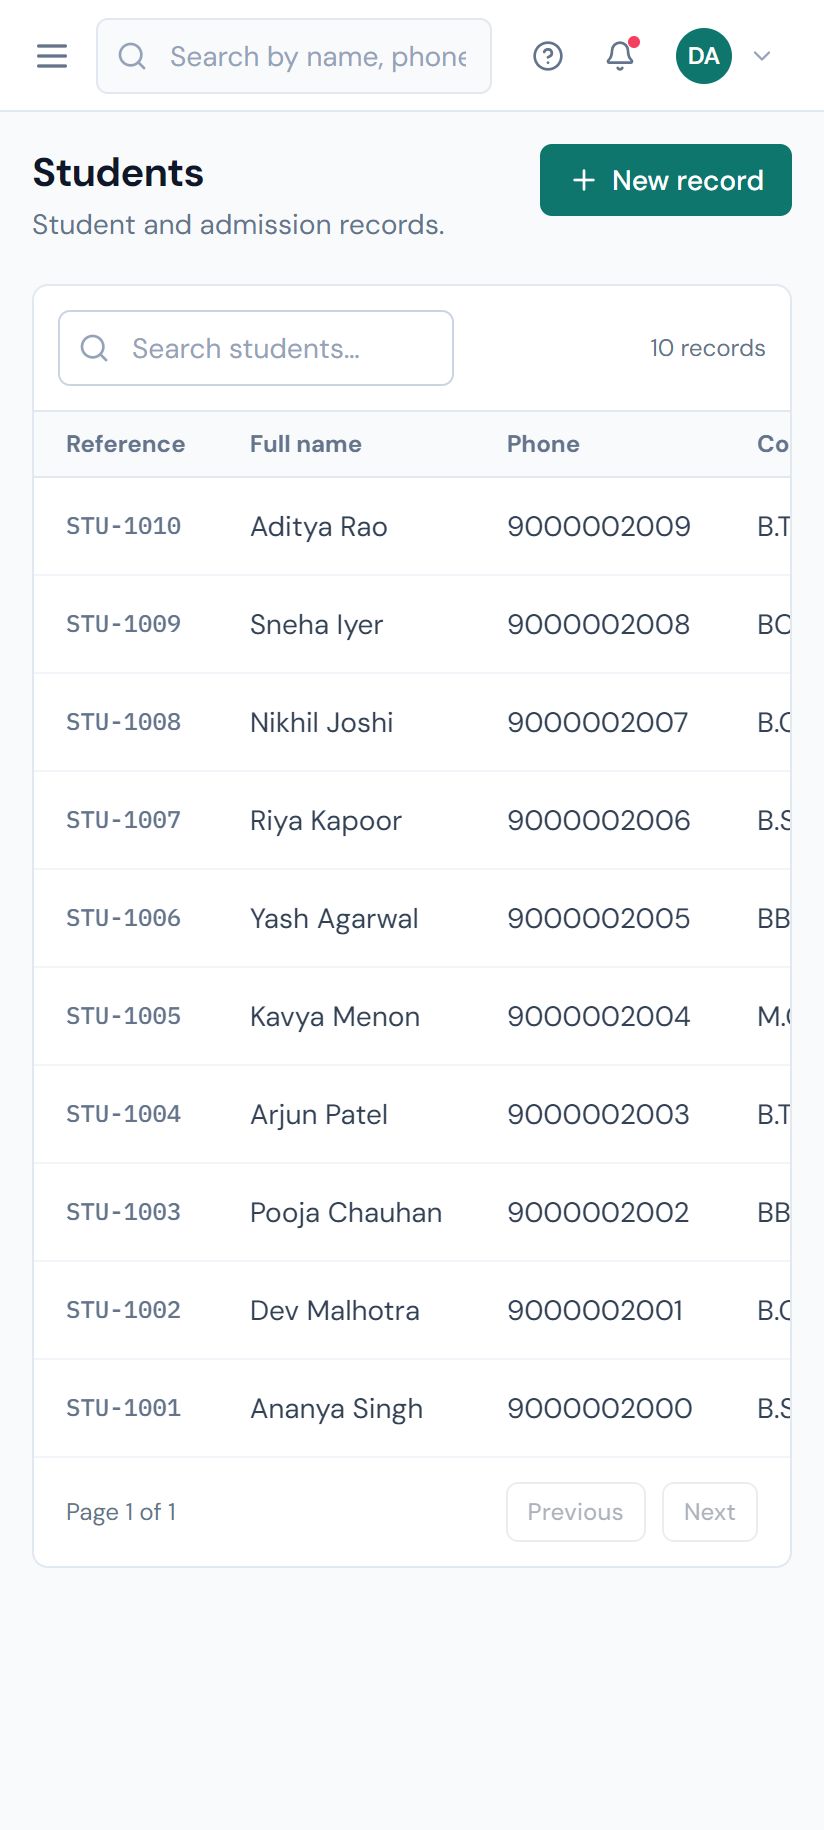 Search by name, phone
DA
Students
New record
Student and admission records.
Search students...
10 records
Reference Full name Phone Co
STU-1010 Aditya Rao 9000002009 B.T
STU-1009 Sneha Iyer 9000002008 BC
STU-1008 Nikhil Joshi 9000002007 B.C
STU-1007 Riya Kapoor 9000002006 B.S
STU-1006 Yash Agarwal 9000002005 BB
STU-1005 Kavya Menon 9000002004 M.C
STU-1004 Arjun Patel 9000002003 B.T
STU-1003 Pooja Chauhan 9000002002 BB
STU-1002 Dev Malhotra 9000002001 B.C
STU-1001 Ananya Singh 9000002000 B.S
Page 1 of 1 Previous Next